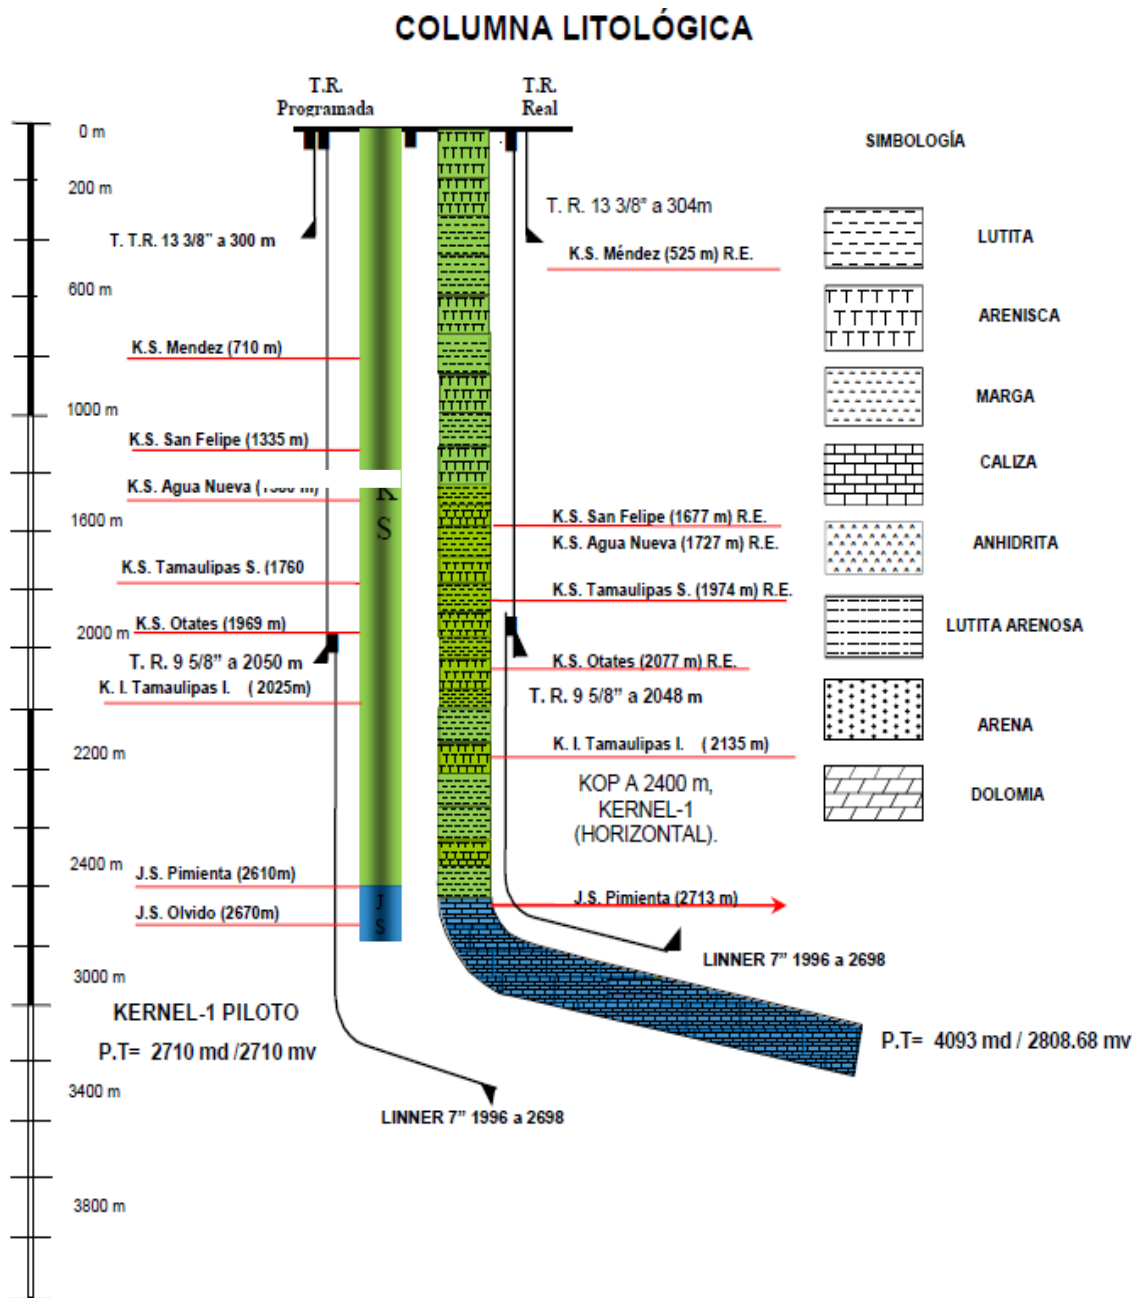 COLUMNA LITOLÓGICA
T.R.
Programada
T.R.
Real
0 m
200 m
600 m
1000 m
1600 m
2000 m
2200 m
2400 m
3000 m
3400 m
3800 m
T. T.R. 13 3/8” a 300 m
K.S. Mendez (710 m)
K.S. San Felipe (1335 m)
K.S. Agua Nueva (
K.S. Tamaulipas S. (1760
K.S. Otates (1969 m)
T. R. 9 5/8” a 2050 m
K. I. Tamaulipas I. ( 2025m)
J.S. Pimienta (2610m)
J.S. Olvido (2670m)
KERNEL-1 PILOTO
P.T= 2710 md /2710 mv
LINNER 7” 1996 a 2698
K
S
J
S
T. R. 13 3/8” a 304m
K.S. Méndez (525 m) R.E.
K.S. San Felipe (1677 m) R.E.
K.S. Agua Nueva (1727 m) R.E.
K.S. Tamaulipas S. (1974 m) R.E.
K.S. Otates (2077 m) R.E.
T. R. 9 5/8” a 2048 m
K. I. Tamaulipas I. ( 2135 m)
KOP A 2400 m,
KERNEL-1
(HORIZONTAL).
J.S. Pimienta (2713 m)
LINNER 7” 1996 a 2698
P.T= 4093 md / 2808.68 mv
SIMBOLOGÍA
LUTITA
ARENISCA
MARGA
CALIZA
ANHIDRITA
LUTITA ARENOSA
ARENA
DOLOMIA